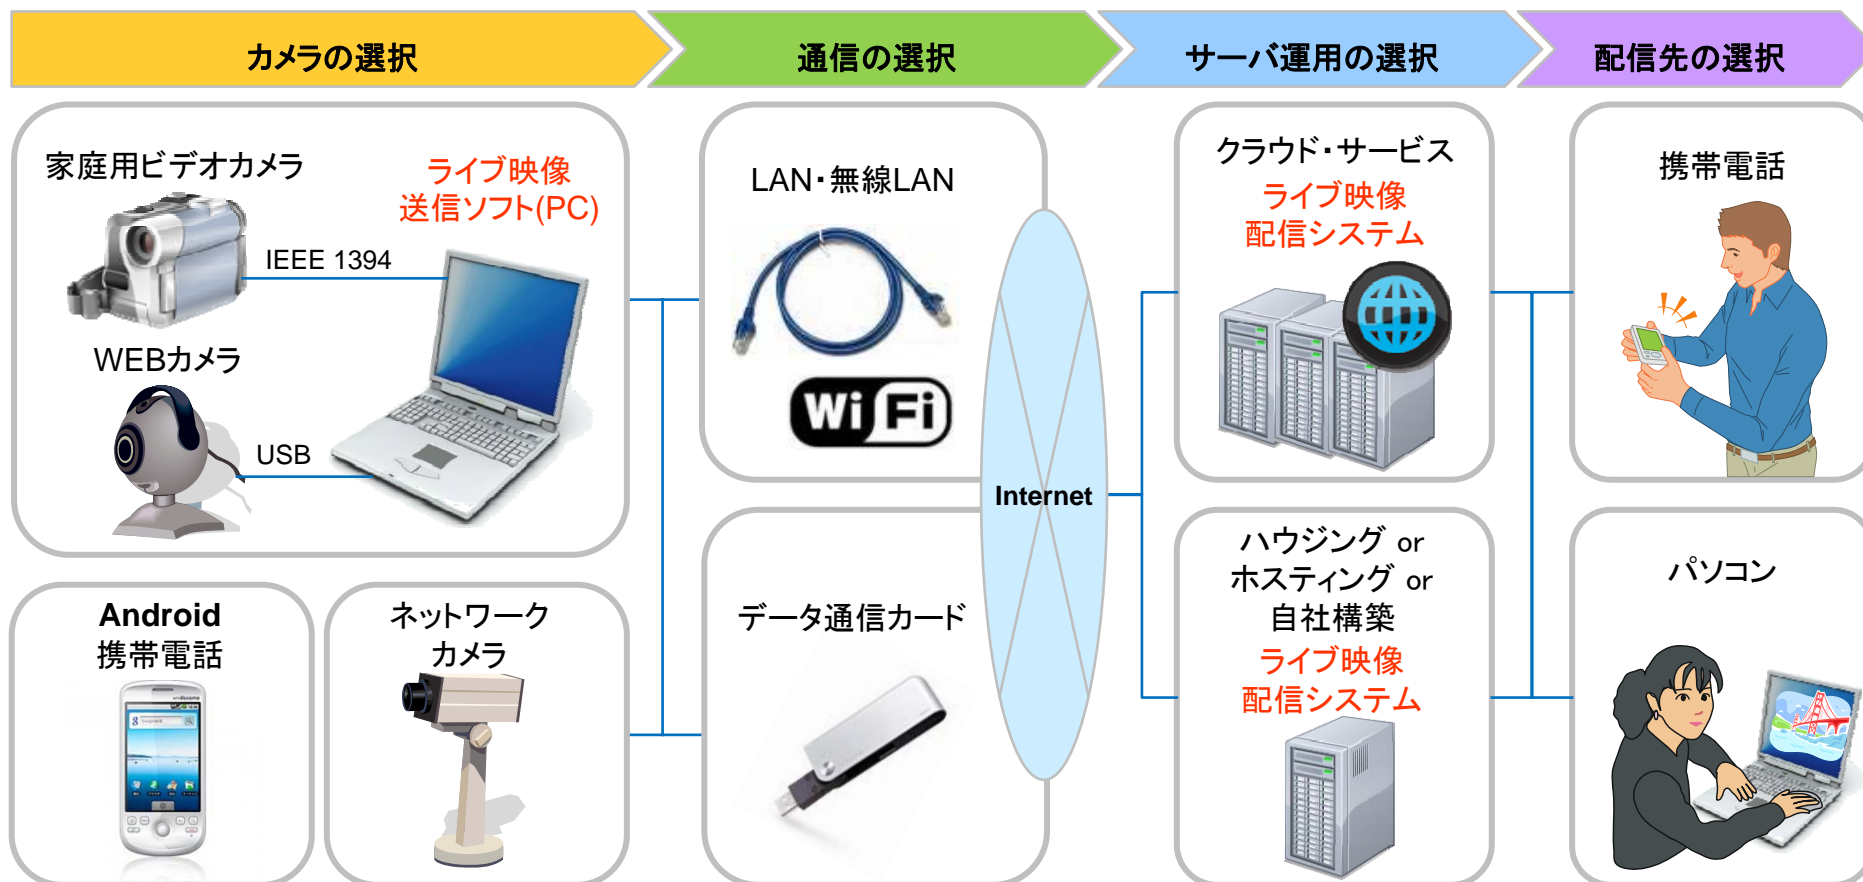 カメラの選択
通信の選択
サーバ運用の選択
配信先の選択
家庭用ビデオカメラ
ライブ映像
送信ソフト(PC)
IEEE 1394
WEBカメラ
USB
Android
携帯電話
ネットワーク
カメラ
LAN・無線LAN
Wi Fi
データ通信カード
Internet
クラウド・サービス
ライブ映像
配信システム
ハウジング or
ホスティング or
自社構築
ライブ映像
配信システム
携帯電話
パソコン